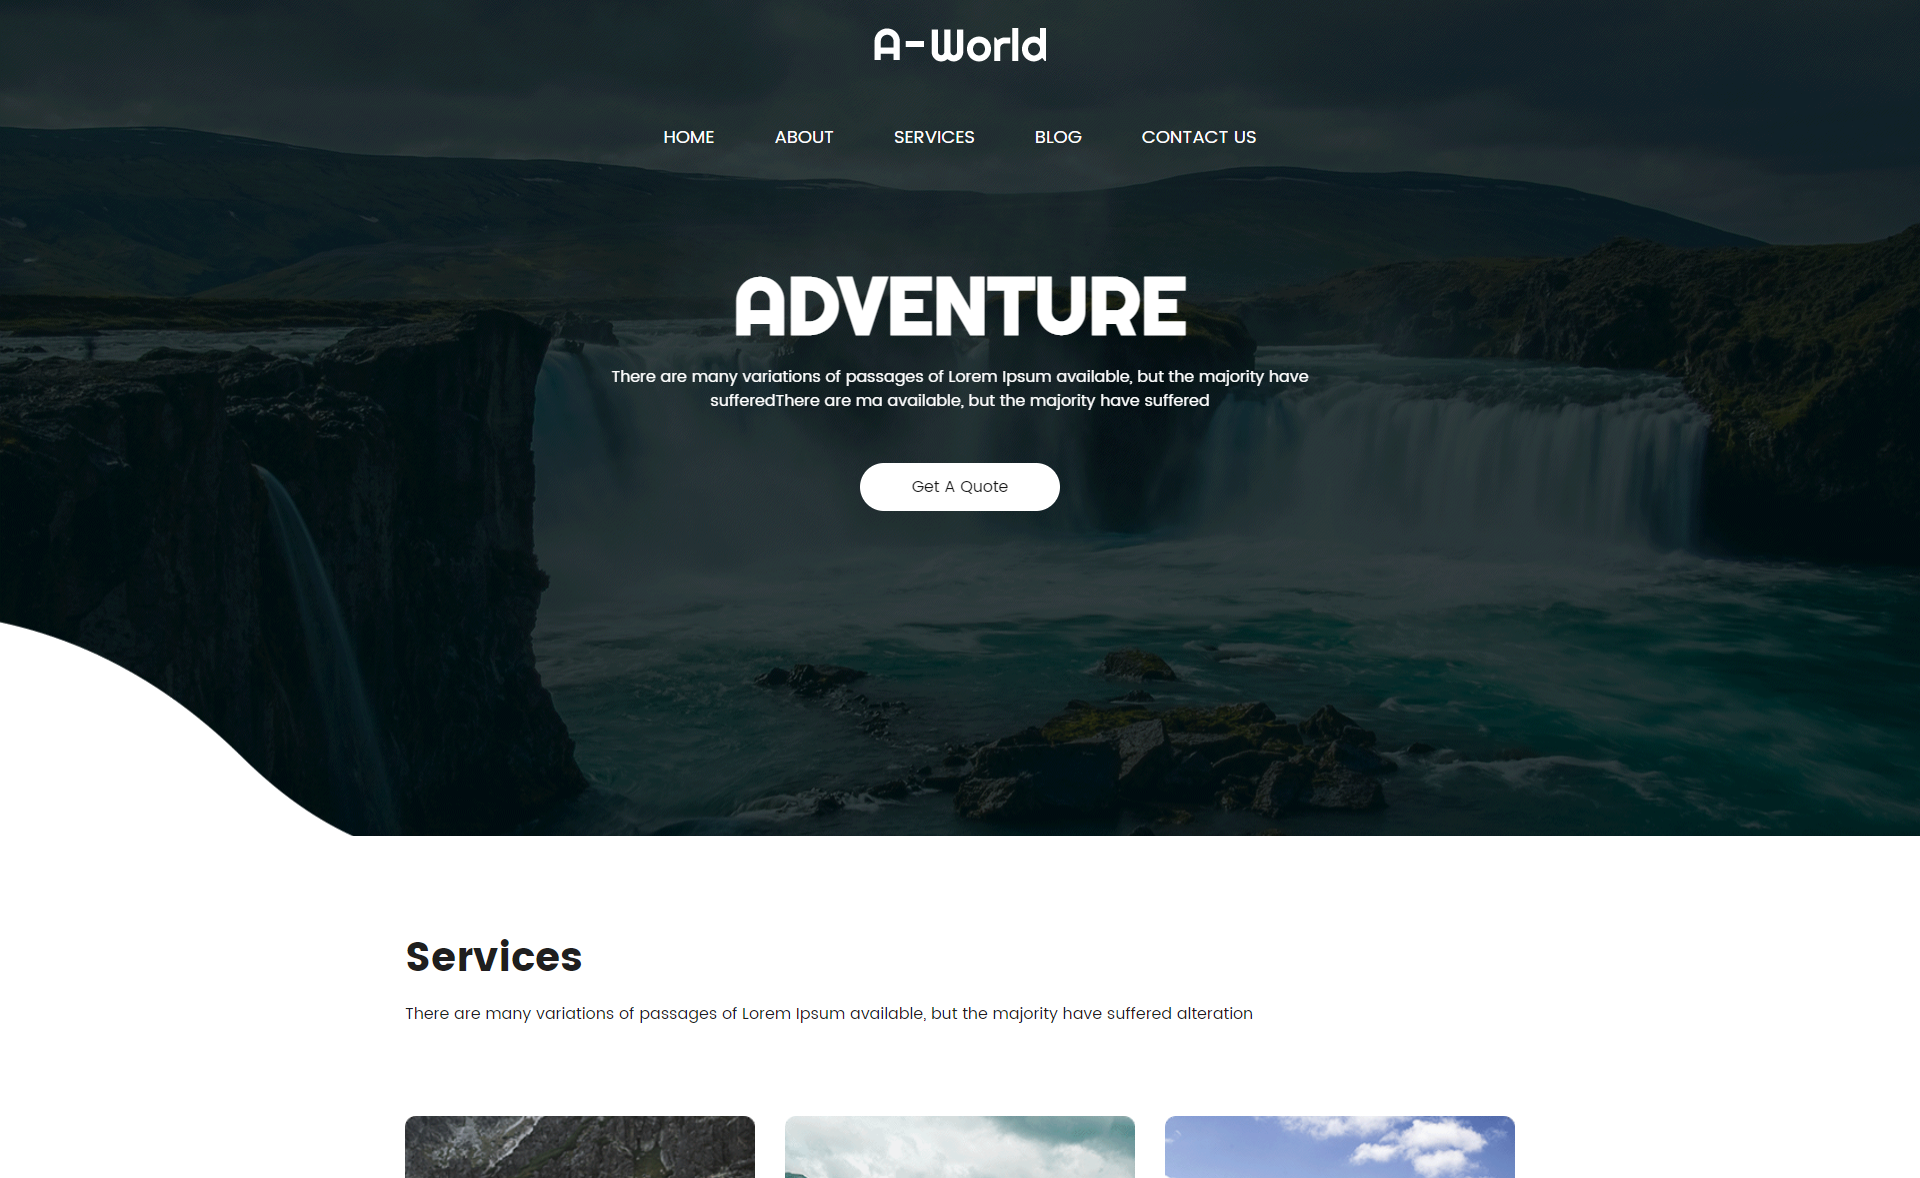 A-World
HOME ABOUT SERVICES BLOG CONTACT US
ADVENTURE
There are many variations of passages of Lorem Ipsum available, but the majority have
sufferedThere are ma available, but the majority have suffered
Get A Quote
Services
There are many variations of passages of Lorem Ipsum available, but the majority have suffered alteration